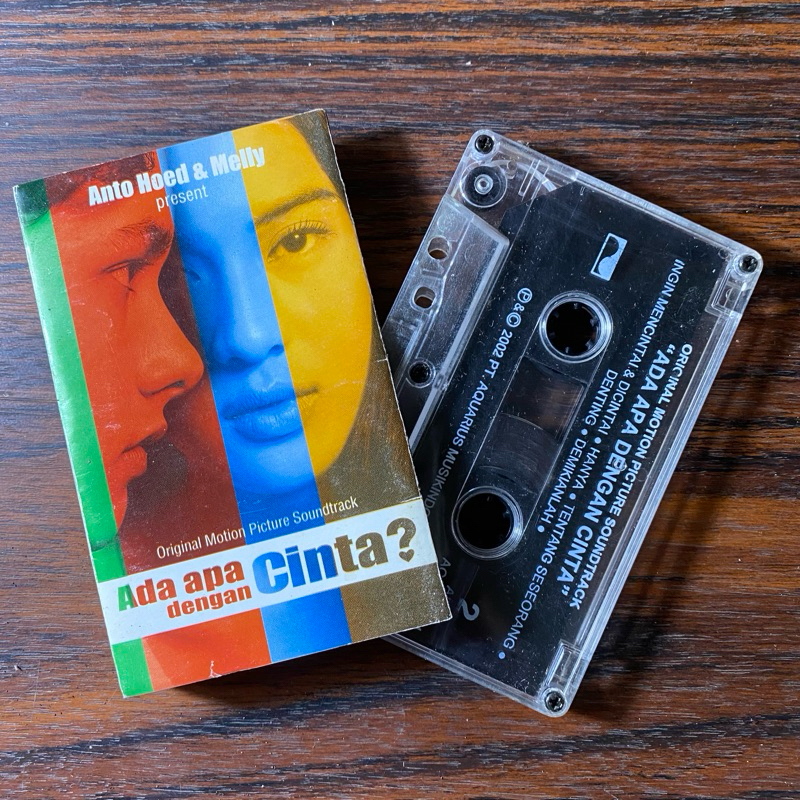 Anto Hoed & Melly
present
Original Motion Picture Soundtrack
Ada apa
dengan
Cinta?
ORIGINAL MOTION PICTURE SOUNDTRACK
"ADA APA DENGAN CINTA"
INGIN MENCINTAI & DICINTAI • HANYA • TENTANG SESEORANG •
DENTING • DEMIKIANLAH •
℗&© 2002 PT. AQUARIUS MUSIKINDO
2